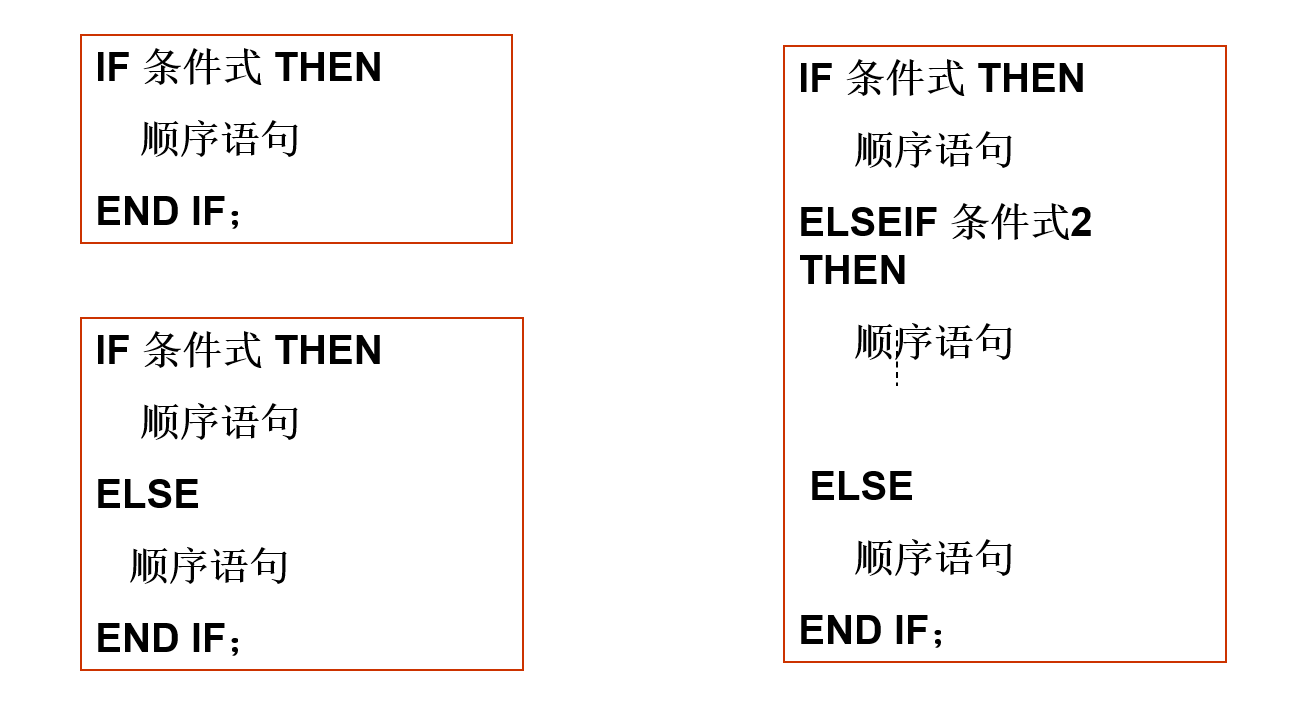 IF 条件式 THEN
顺序语句
END IF；
IF 条件式 THEN
顺序语句
ELSE
顺序语句
END IF；
IF 条件式 THEN
顺序语句
ELSEIF 条件式2
THEN
顺序语句
ELSE
顺序语句
END IF；